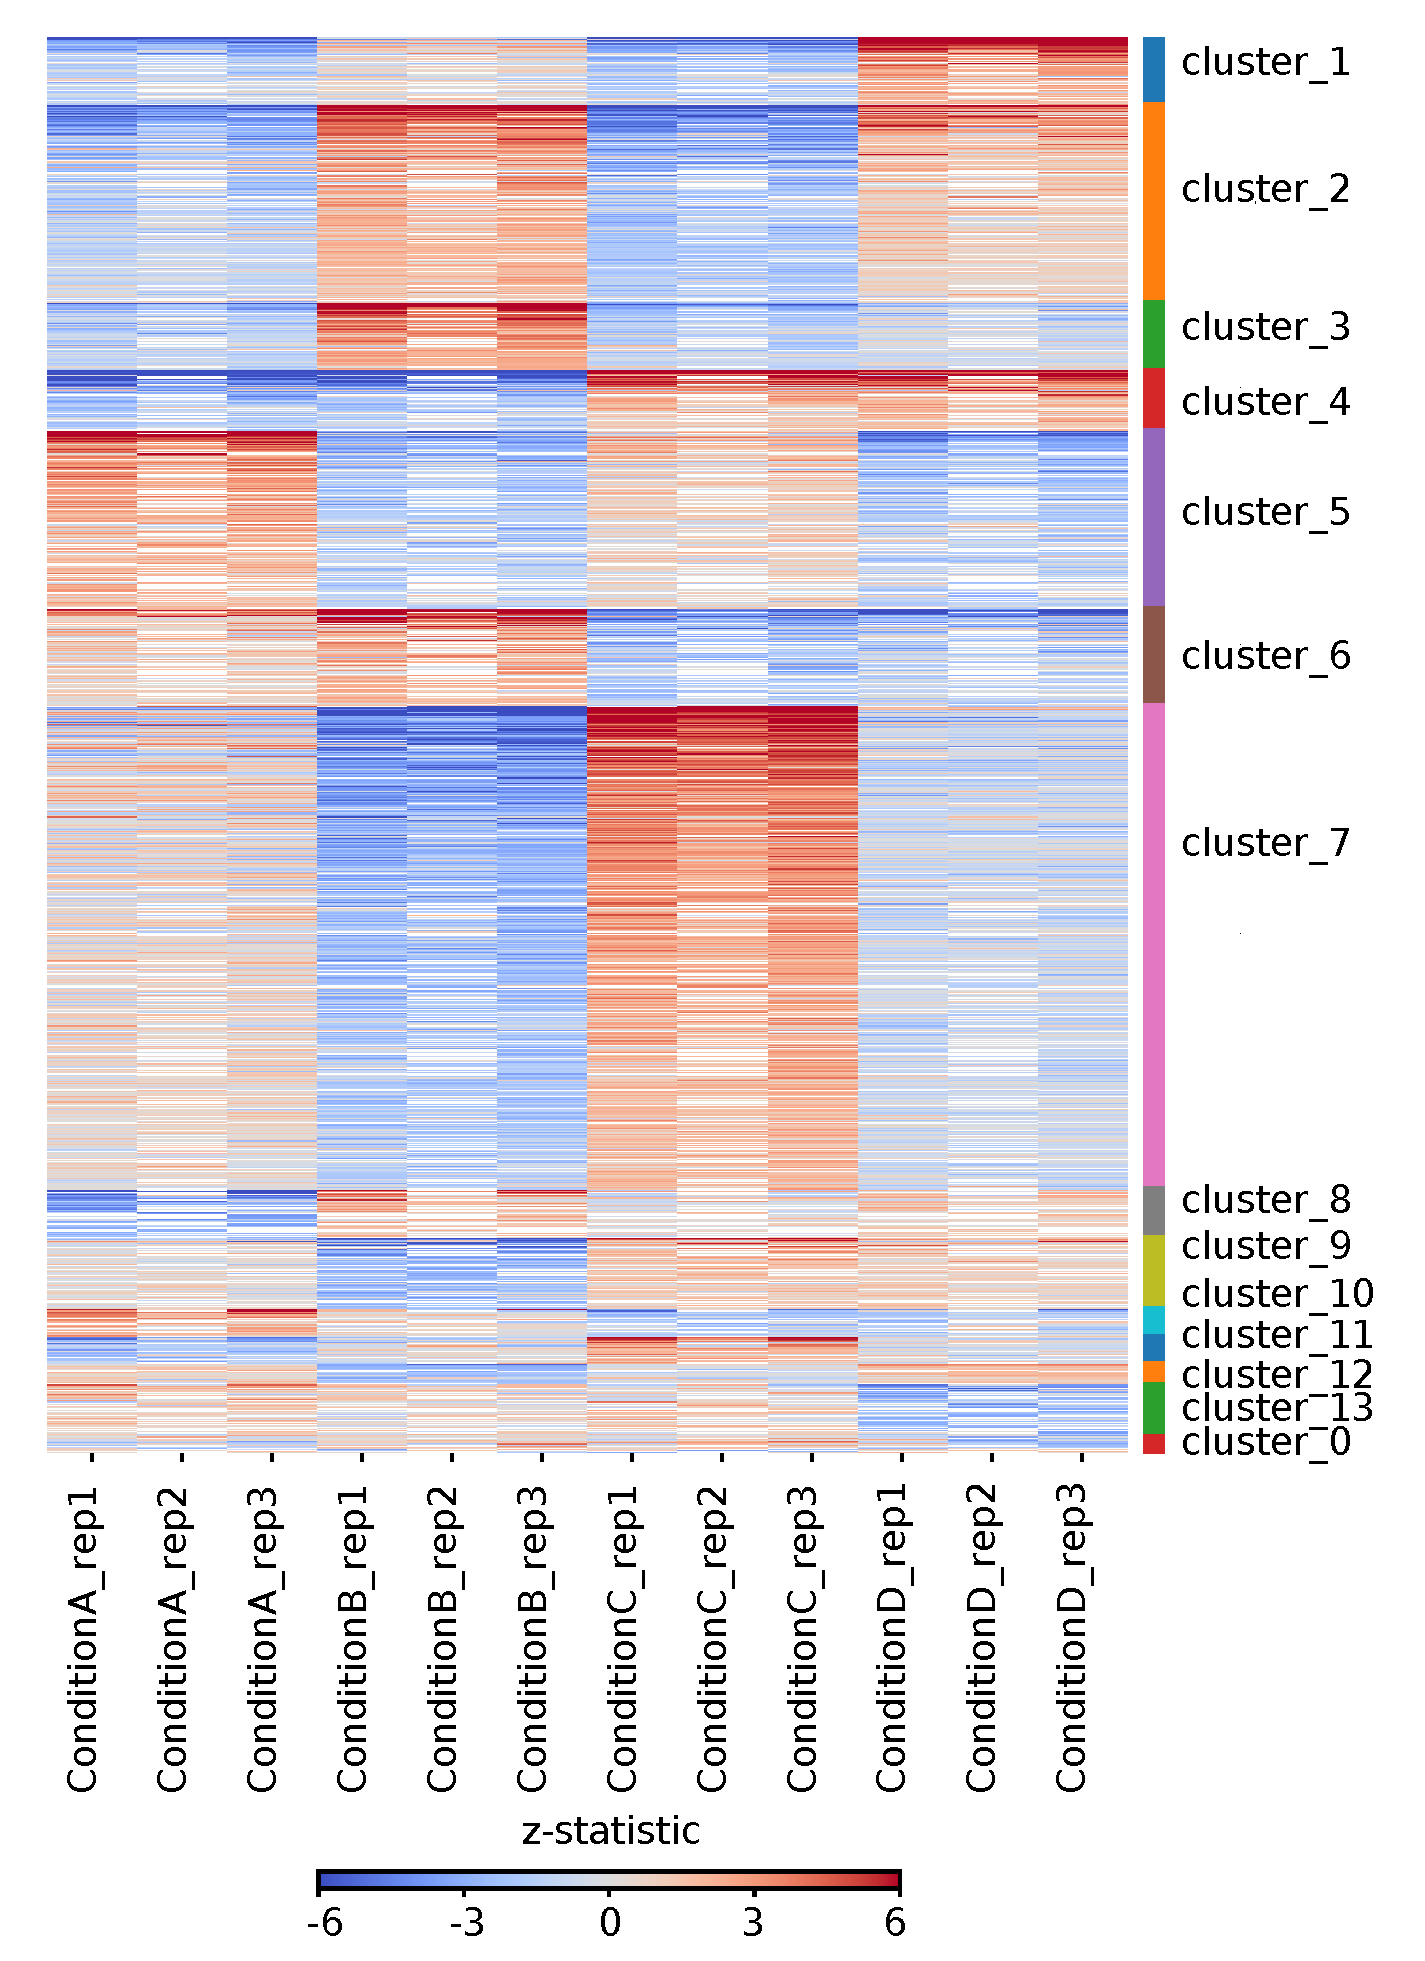 cluster_1
cluster_2
cluster_3
cluster_4
cluster_5
cluster_6
cluster_7
cluster_8
cluster_9
cluster_10
cluster_11
cluster_12
cluster_13
cluster_0
ConditionA_rep1
ConditionA_rep2
ConditionA_rep3
ConditionB_rep1
ConditionB_rep2
ConditionB_rep3
ConditionC_rep1
ConditionC_rep2
ConditionC_rep3
ConditionD_rep1
ConditionD_rep2
ConditionD_rep3
z-statistic
-6 -3 0 3 6